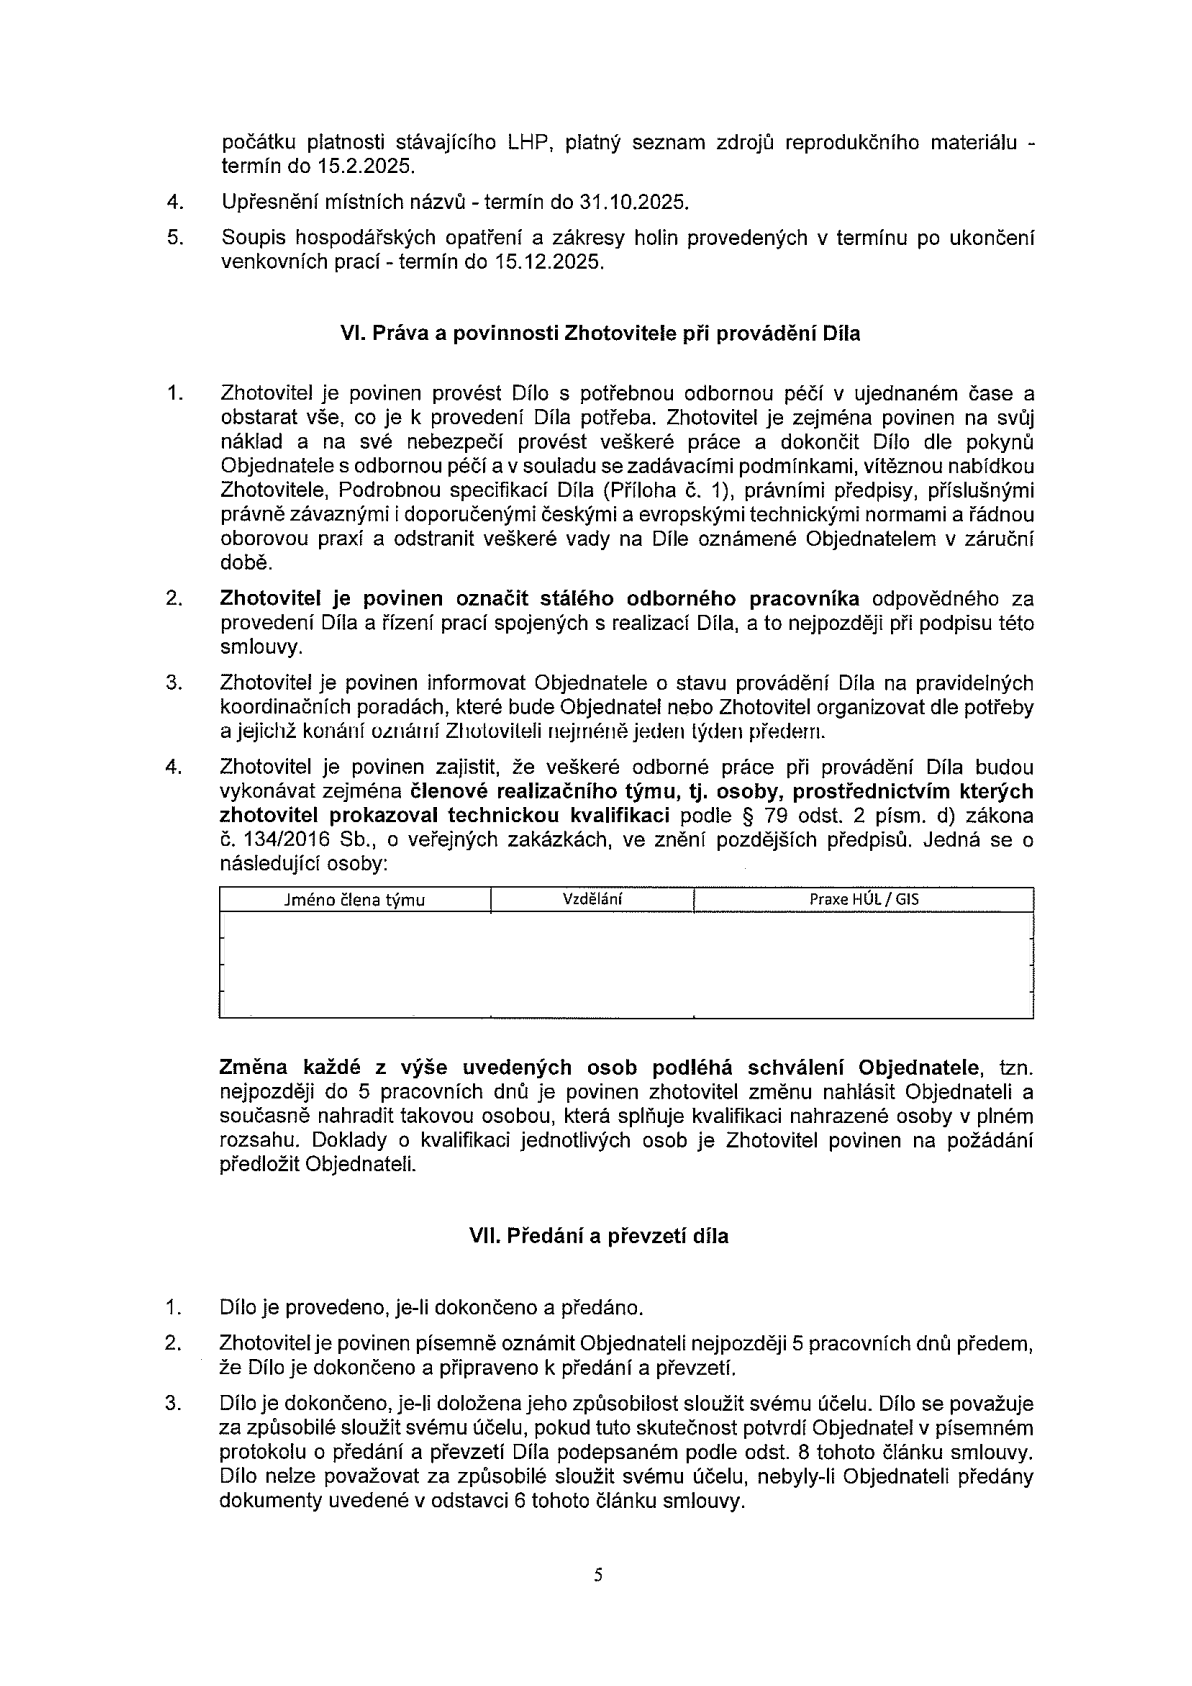 počátku platnosti stávajícího LHP, platný seznam zdrojů reprodukčního materiálu -
termín do 15.2.2025.
4. Upřesnění místních názvů - termín do 31.10.2025.
5. Soupis hospodářských opatření a zákresy holin provedených v termínu po ukončení
venkovních prací - termín do 15.12.2025.
VI. Práva a povinnosti Zhotovitele při provádění Díla
1. Zhotovitel je povinen provést Dílo s potřebnou odbornou péčí v ujednaném čase a
obstarat vše, co je k provedení Díla potřeba. Zhotovitel je zejména povinen na svůj
náklad a na své nebezpečí provést veškeré práce a dokončit Dílo dle pokynů
Objednatele s odbornou péčí a v souladu se zadávacími podmínkami, vítěznou nabídkou
Zhotovitele, Podrobnou specifikací Díla (Příloha č. 1), právními předpisy, příslušnými
právně závaznými i doporučenými českými a evropskými technickými normami a řádnou
oborovou praxí a odstranit veškeré vady na Díle oznámené Objednatelem v záruční
době.
2. Zhotovitel je povinen označit stálého odborného pracovníka odpovědného za
provedení Díla a řízení prací spojených s realizací Díla, a to nejpozději při podpisu této
smlouvy.
3. Zhotovitel je povinen informovat Objednatele o stavu provádění Díla na pravidelných
koordinačních poradách, které bude Objednatel nebo Zhotovitel organizovat dle potřeby
a jejichž konání oznámí Zhotoviteli nejméně jeden týden předem.
4. Zhotovitel je povinen zajistit, že veškeré odborné práce při provádění Díla budou
vykonávat zejména členové realizačního týmu, tj. osoby, prostřednictvím kterých
zhotovitel prokazoval technickou kvalifikaci podle § 79 odst. 2 písm. d) zákona
č. 134/2016 Sb., o veřejných zakázkách, ve znění pozdějších předpisů. Jedná se o
následující osoby:
Jméno člena týmu Vzdělání Praxe HÚL / GIS
Změna každé z výše uvedených osob podléhá schválení Objednatele, tzn.
nejpozději do 5 pracovních dnů je povinen zhotovitel změnu nahlásit Objednateli a
současně nahradit takovou osobou, která splňuje kvalifikaci nahrazené osoby v plném
rozsahu. Doklady o kvalifikaci jednotlivých osob je Zhotovitel povinen na požádání
předložit Objednateli.
VII. Předání a převzetí díla
1. Dílo je provedeno, je-li dokončeno a předáno.
2. Zhotovitel je povinen písemně oznámit Objednateli nejpozději 5 pracovních dnů předem,
že Dílo je dokončeno a připraveno k předání a převzetí.
3. Dílo je dokončeno, je-li doložena jeho způsobilost sloužit svému účelu. Dílo se považuje
za způsobilé sloužit svému účelu, pokud tuto skutečnost potvrdí Objednatel v písemném
protokolu o předání a převzetí Díla podepsaném podle odst. 8 tohoto článku smlouvy.
Dílo nelze považovat za způsobilé sloužit svému účelu, nebyly-li Objednateli předány
dokumenty uvedené v odstavci 6 tohoto článku smlouvy.
5